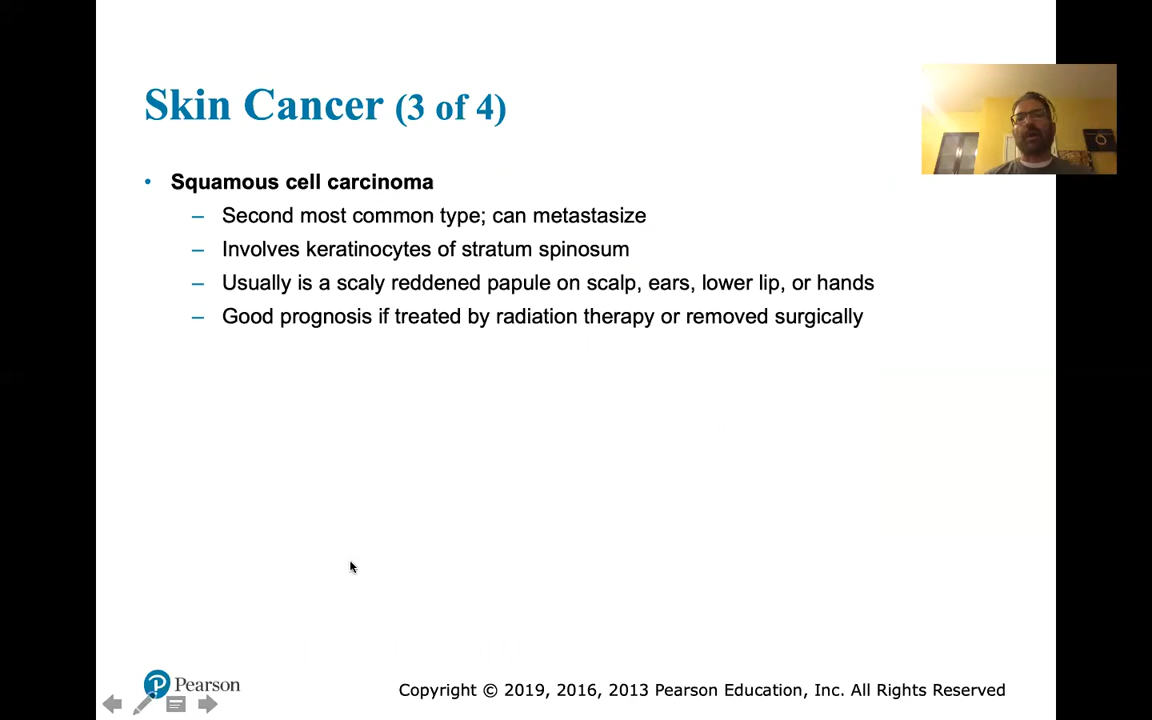 Skin Cancer (3 of 4)
• Squamous cell carcinoma
– Second most common type; can metastasize
– Involves keratinocytes of stratum spinosum
– Usually is a scaly reddened papule on scalp, ears, lower lip, or hands
– Good prognosis if treated by radiation therapy or removed surgically
Pearson
Copyright © 2019, 2016, 2013 Pearson Education, Inc. All Rights Reserved